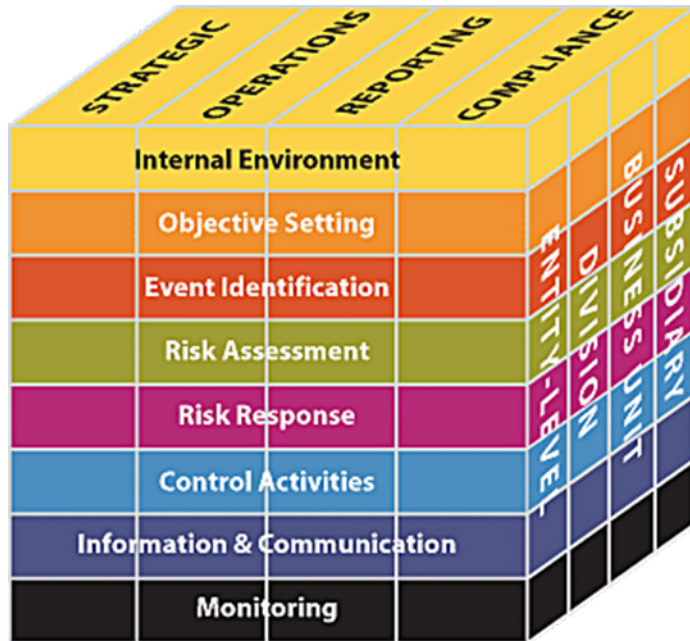 STRATEGIC
OPERATIONS
REPORTING
COMPLIANCE
Internal Environment
Objective Setting
Event Identification
Risk Assessment
Risk Response
Control Activities
Information & Communication
Monitoring
ENTITY-LEVEL
DIVISION
BUSINESS UNIT
SUBSIDIARY